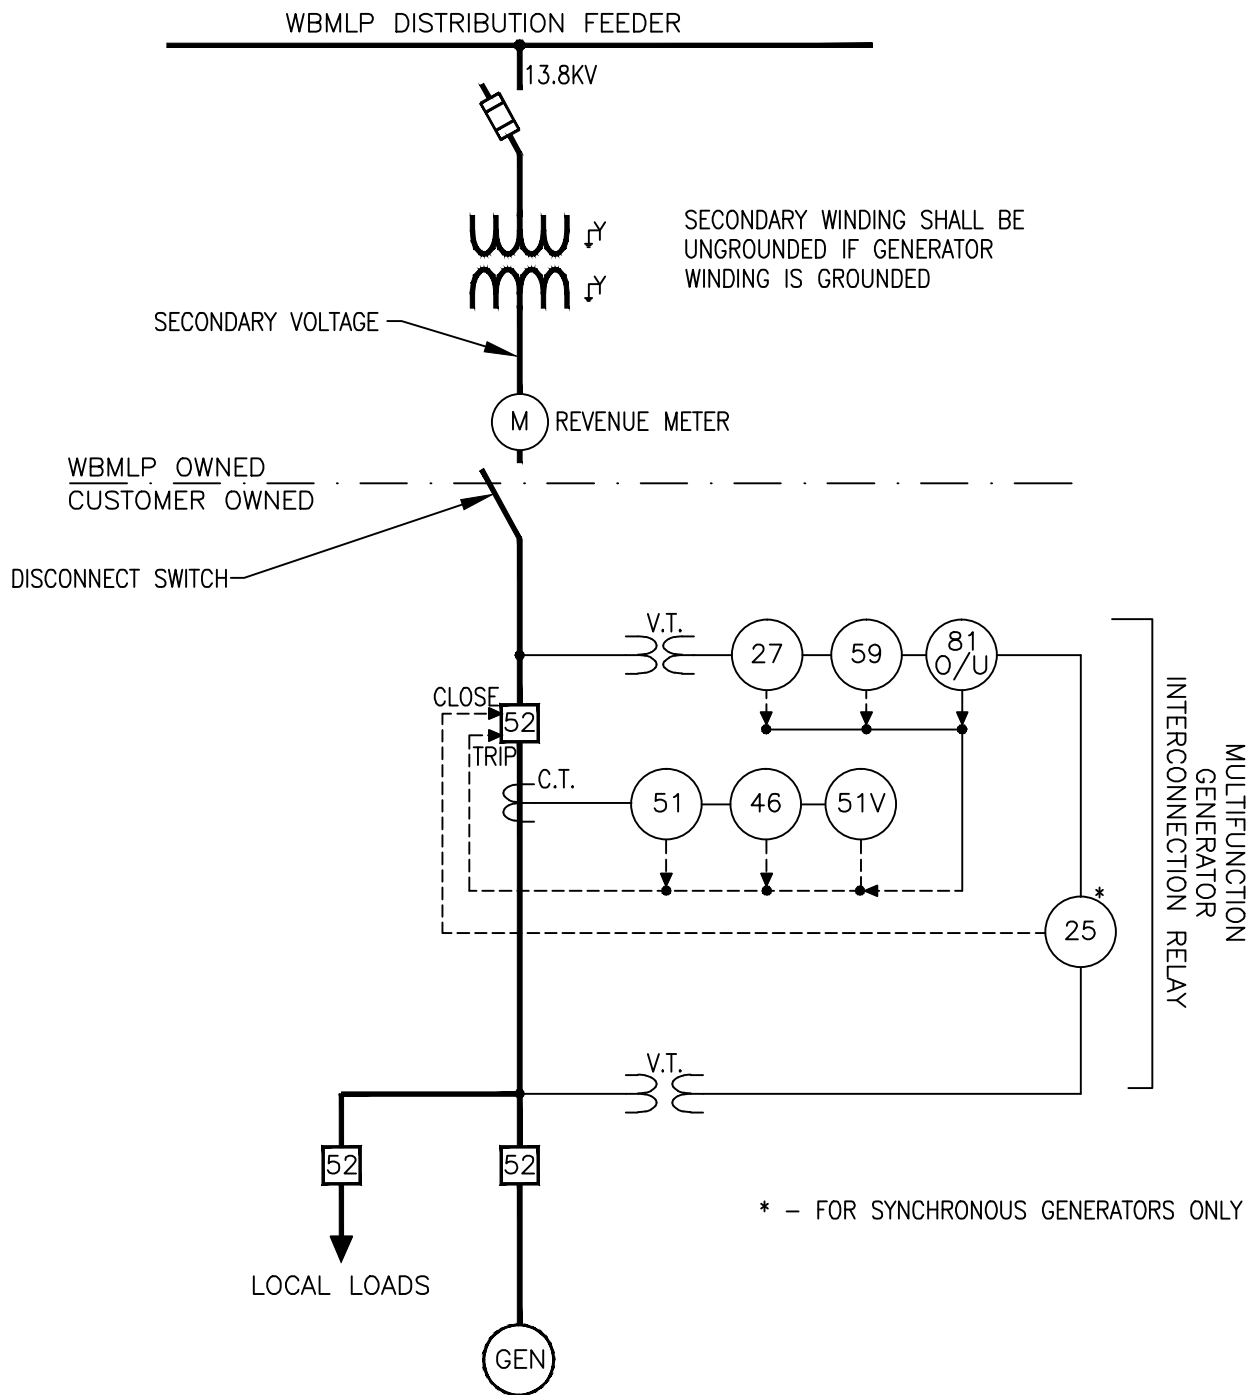 WBMLP DISTRIBUTION FEEDER
13.8KV
Y
Y
SECONDARY WINDING SHALL BE
UNGROUNDED IF GENERATOR
WINDING IS GROUNDED
SECONDARY VOLTAGE
M
REVENUE METER
WBMLP OWNED
CUSTOMER OWNED
DISCONNECT SWITCH
V.T.
27
59
81
O/U
CLOSE
52
TRIP
C.T.
51
46
51V
*
25
MULTIFUNCTION
GENERATOR
INTERCONNECTION RELAY
V.T.
52
52
* – FOR SYNCHRONOUS GENERATORS ONLY
LOCAL LOADS
GEN